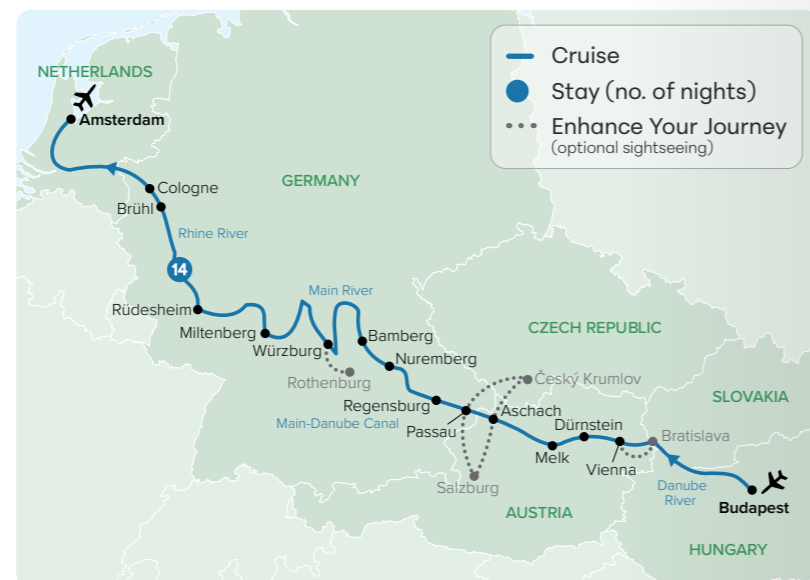 Cruise
Stay (no. of nights)
Enhance Your Journey
(optional sightseeing)
NETHERLANDS
Amsterdam
Cologne
Brühl
GERMANY
Rhine River
14
Rüdesheim
Main River
Miltenberg
Würzburg
Bamberg
Rothenburg
Nuremberg
CZECH REPUBLIC
Český Krumlov
Regensburg
Main-Danube Canal
Passau
Aschach
SLOVAKIA
Dürnstein
Bratislava
Melk
Vienna
Salzburg
Danube
River
Budapest
AUSTRIA
HUNGARY